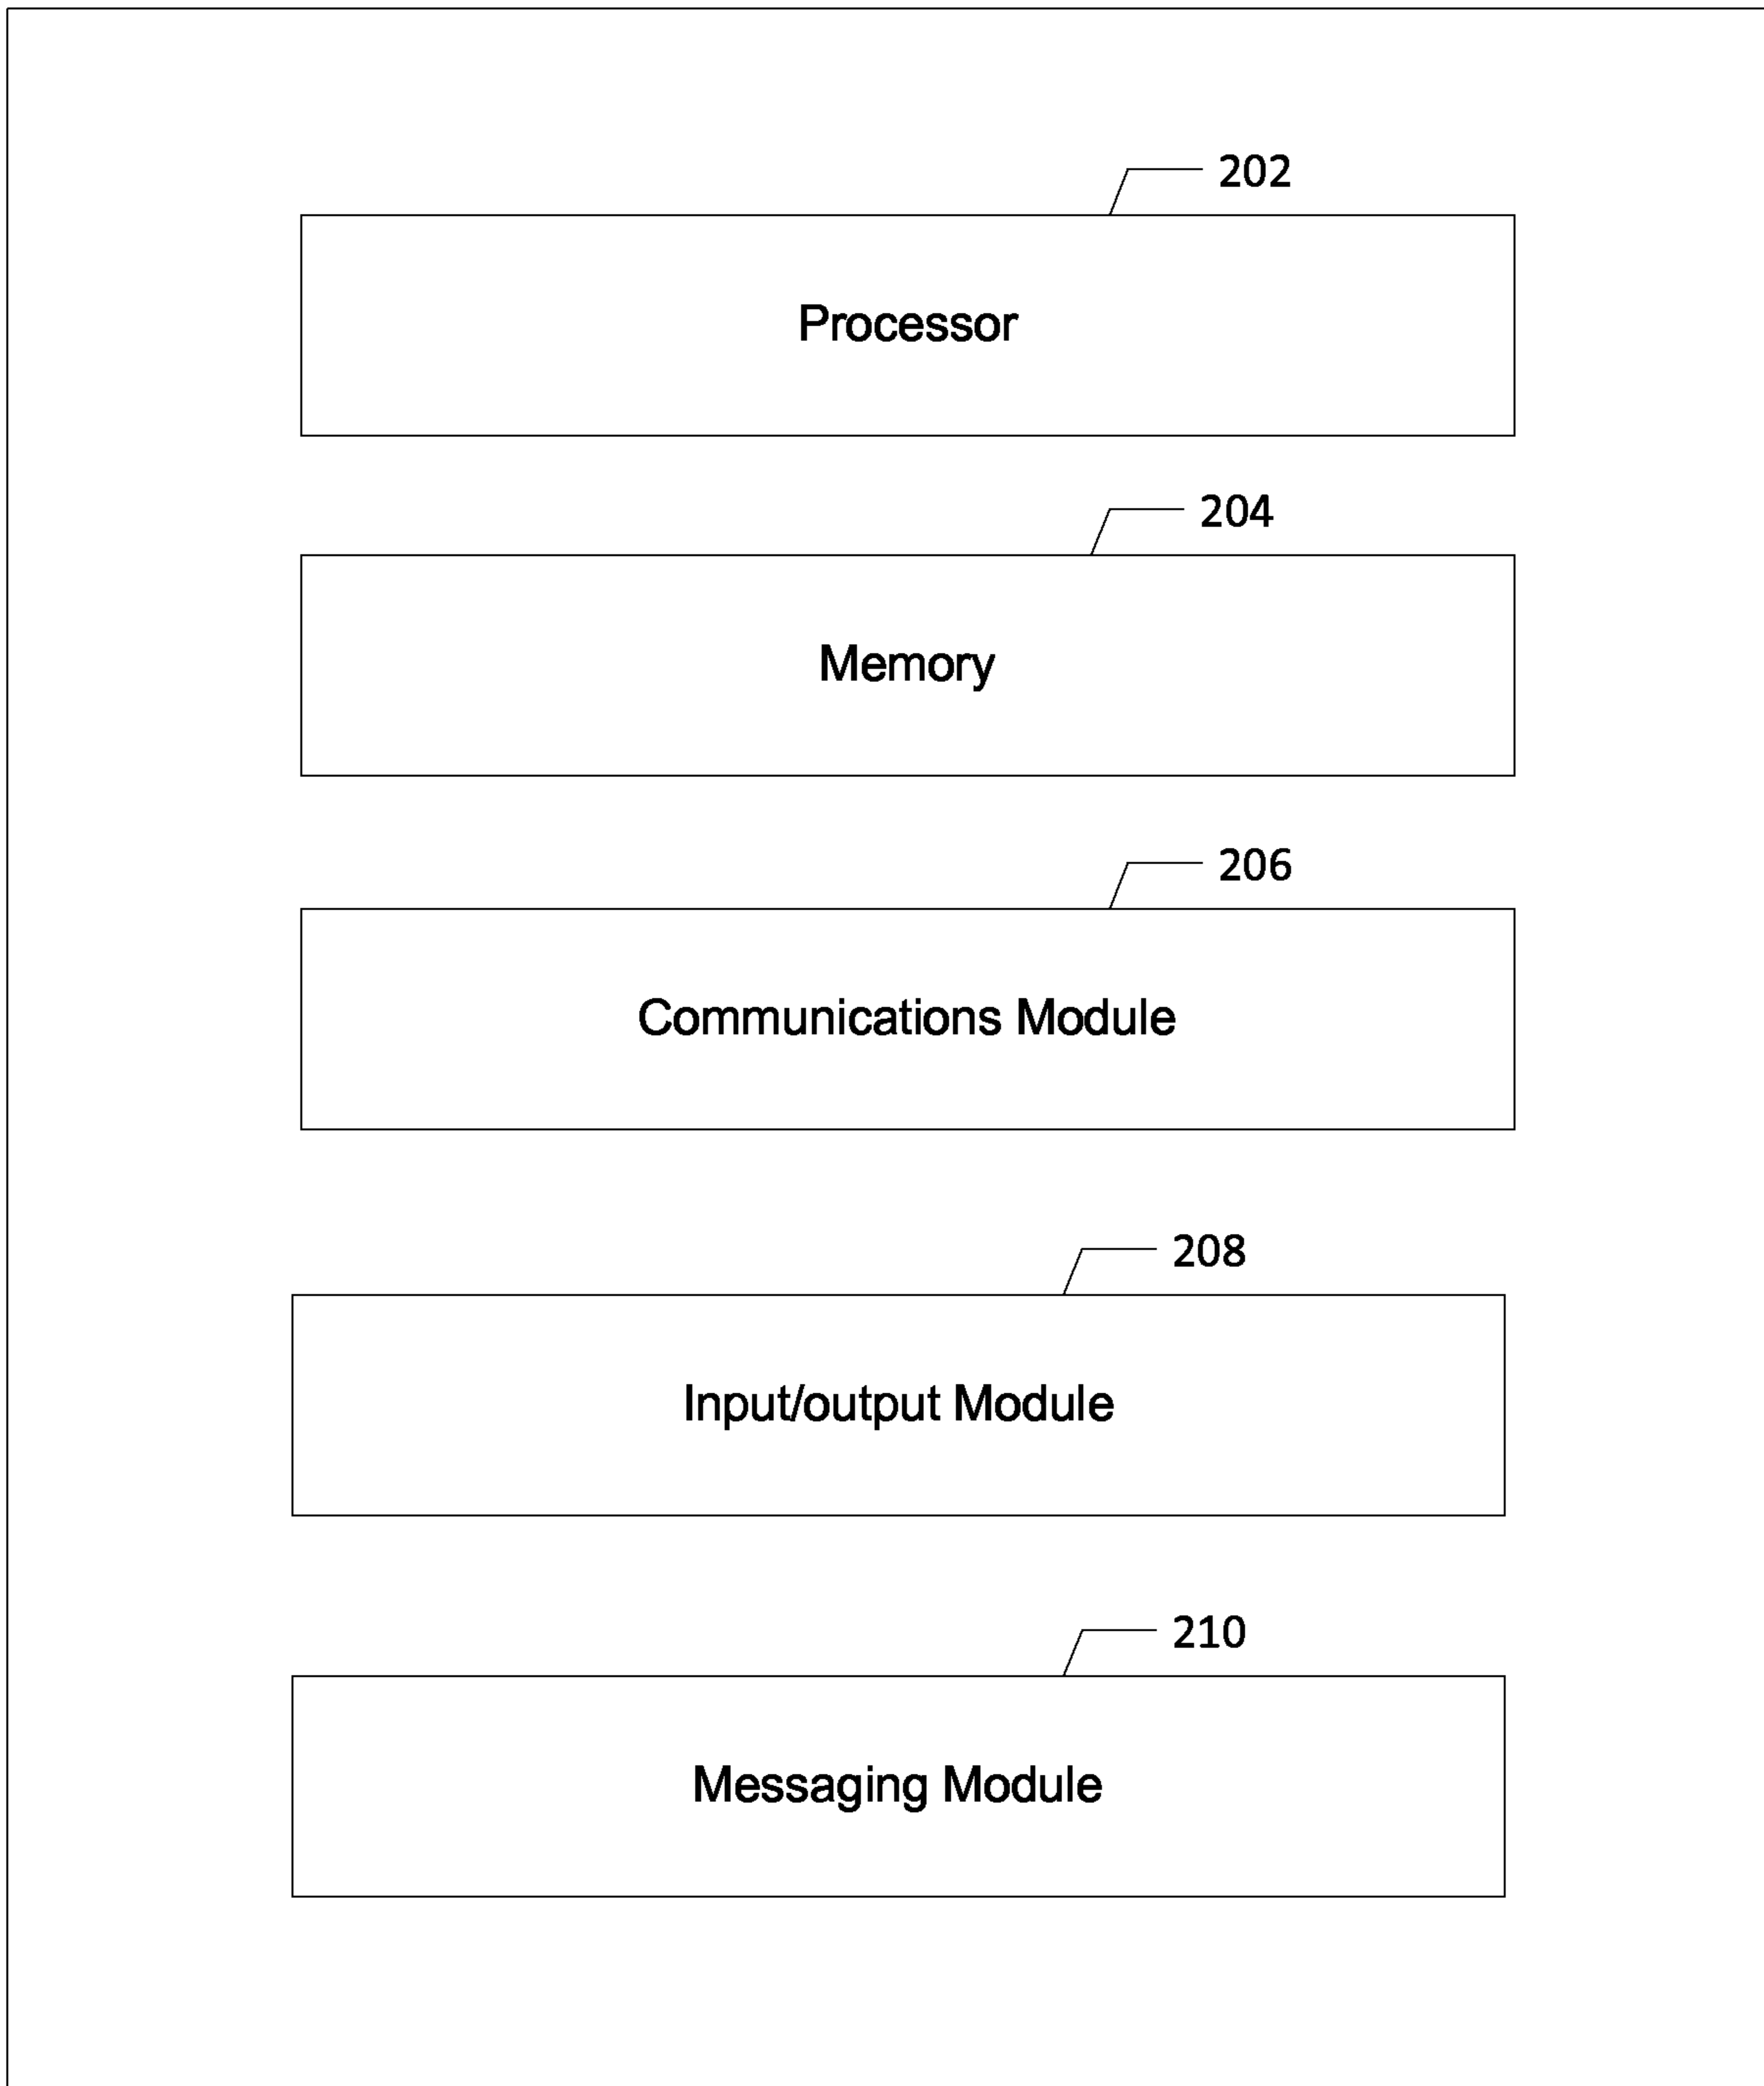 202
Processor
204
Memory
206
Communications Module
208
Input/output Module
210
Messaging Module